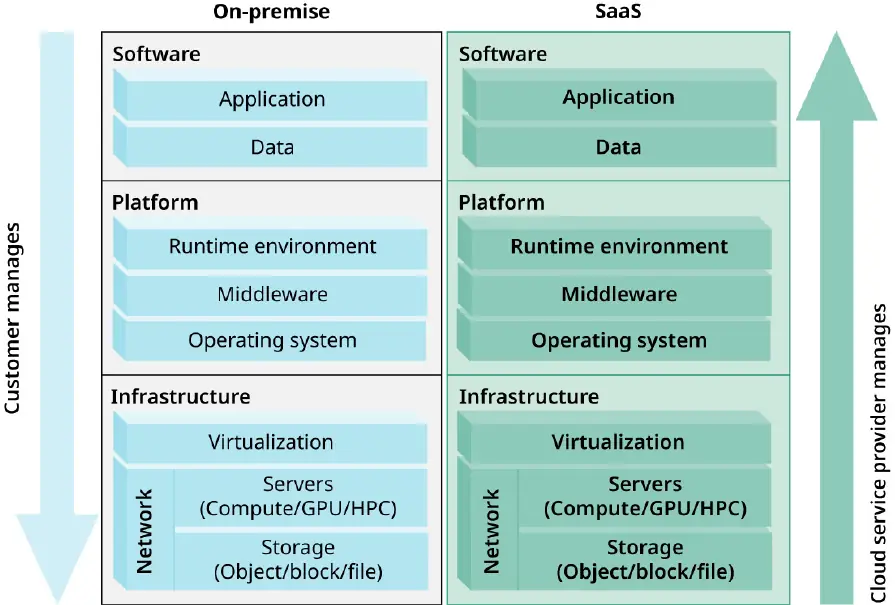 On-premise
SaaS
Customer manages
Software
Application
Data
Platform
Runtime environment
Middleware
Operating system
Infrastructure
Virtualization
Network
Servers
(Compute/GPU/HPC)
Storage
(Object/block/file)
Software
Application
Data
Platform
Runtime environment
Middleware
Operating system
Infrastructure
Virtualization
Network
Servers
(Compute/GPU/HPC)
Storage
(Object/block/file)
Cloud service provider manages